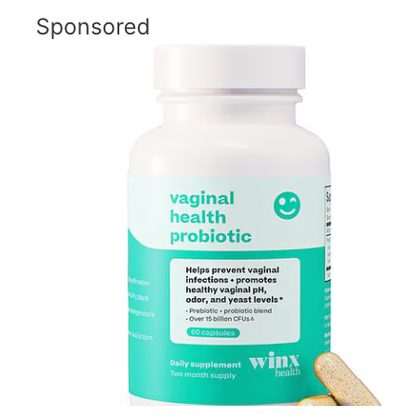 Sponsored
vaginal
health
probiotic
Helps prevent vaginal
infections + promotes
healthy vaginal pH,
odor, and yeast levels*
• Prebiotic + probiotic blend
• Over 15 billion CFUs^
60 capsules
Daily supplement
Two month supply
winx
health